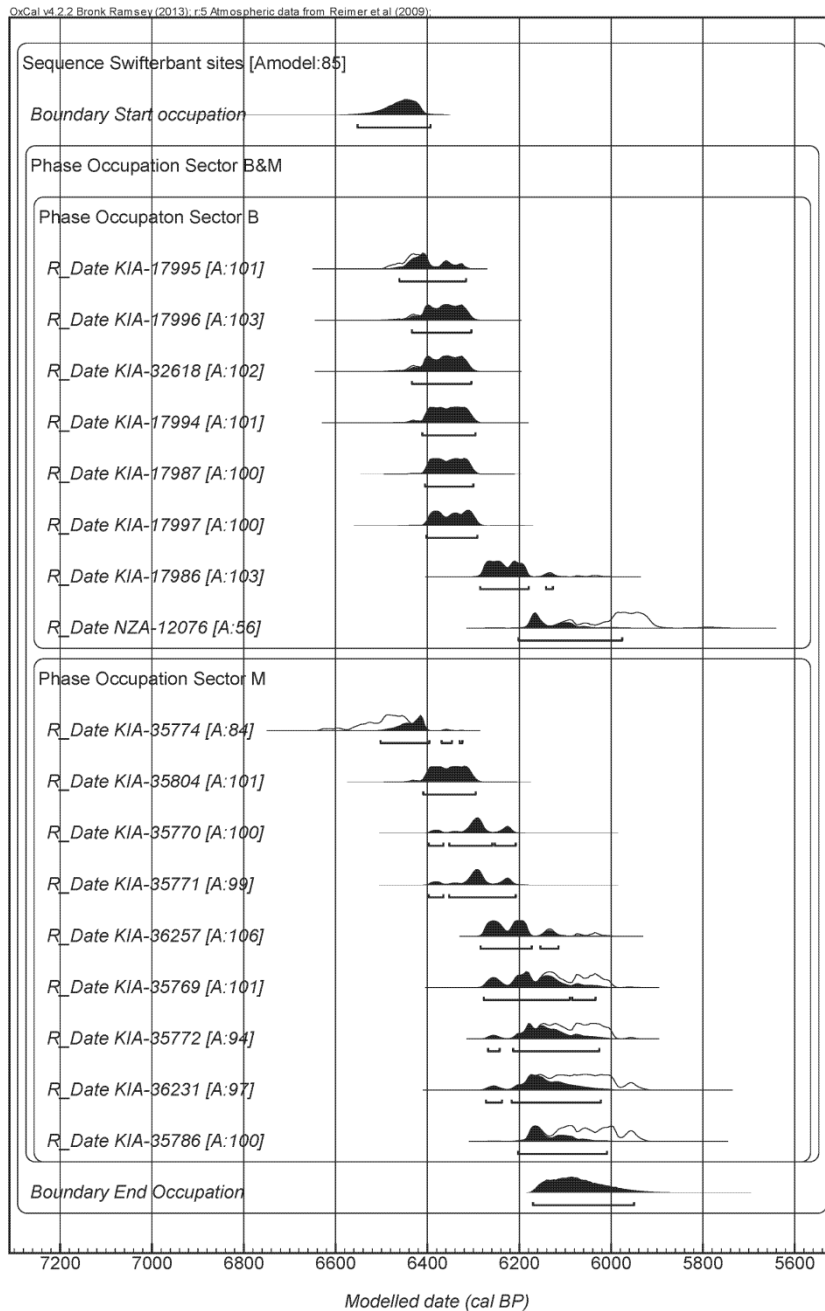 OxCal v4.2.2 Bronk Ramsey (2013); r:5 Atmospheric data from Reimer et al (2009);
Sequence Swifterbant sites [Amodel:85]
Boundary Start occupation
Phase Occupation Sector B&M
Phase Occupaton Sector B
R_Date KIA-17995 [A:101]
R_Date KIA-17996 [A:103]
R_Date KIA-32618 [A:102]
R_Date KIA-17994 [A:101]
R_Date KIA-17987 [A:100]
R_Date KIA-17997 [A:100]
R_Date KIA-17986 [A:103]
R_Date NZA-12076 [A:56]
Phase Occupation Sector M
R_Date KIA-35774 [A:84]
R_Date KIA-35804 [A:101]
R_Date KIA-35770 [A:100]
R_Date KIA-35771 [A:99]
R_Date KIA-36257 [A:106]
R_Date KIA-35769 [A:101]
R_Date KIA-35772 [A:94]
R_Date KIA-36231 [A:97]
R_Date KIA-35786 [A:100]
Boundary End Occupation
7200 7000 6800 6600 6400 6200 6000 5800 5600
Modelled date (cal BP)